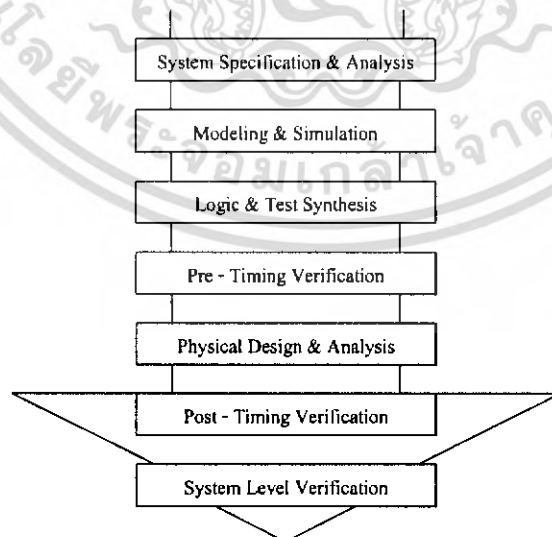 System Specification & Analysis
Modeling & Simulation
Logic & Test Synthesis
Pre - Timing Verification
Physical Design & Analysis
Post - Timing Verification
System Level Verification